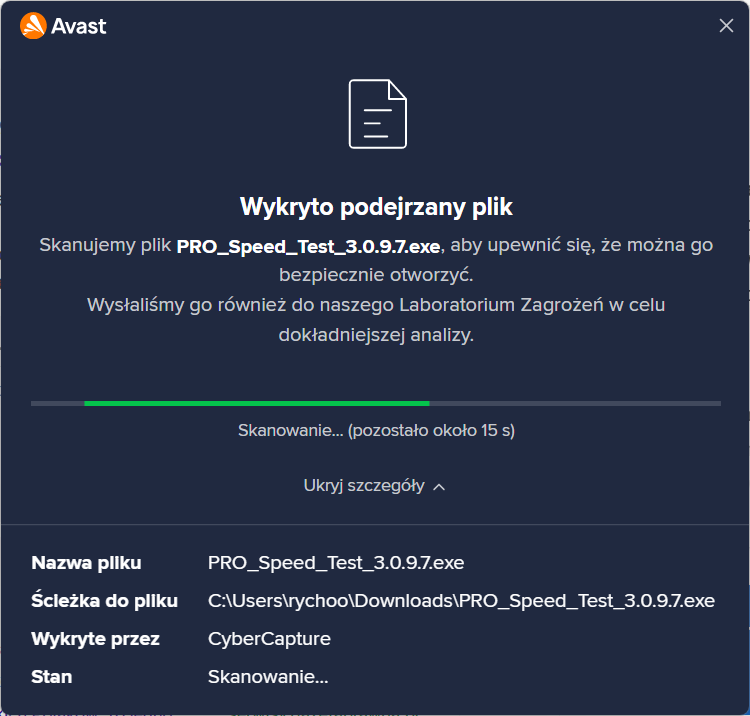 Avast
Wykryto podejrzany plik
Skanujemy plik PRO_Speed_Test_3.0.9.7.exe, aby upewnić się, że można go
bezpiecznie otworzyć.
Wysłaliśmy go również do naszego Laboratorium Zagrożeń w celu
dokładniejszej analizy.
Skanowanie... (pozostało około 15 s)
Ukryj szczegóły
Nazwa pliku PRO_Speed_Test_3.0.9.7.exe
Ścieżka do pliku C:\Users\rychoo\Downloads\PRO_Speed_Test_3.0.9.7.exe
Wykryte przez CyberCapture
Stan Skanowanie...